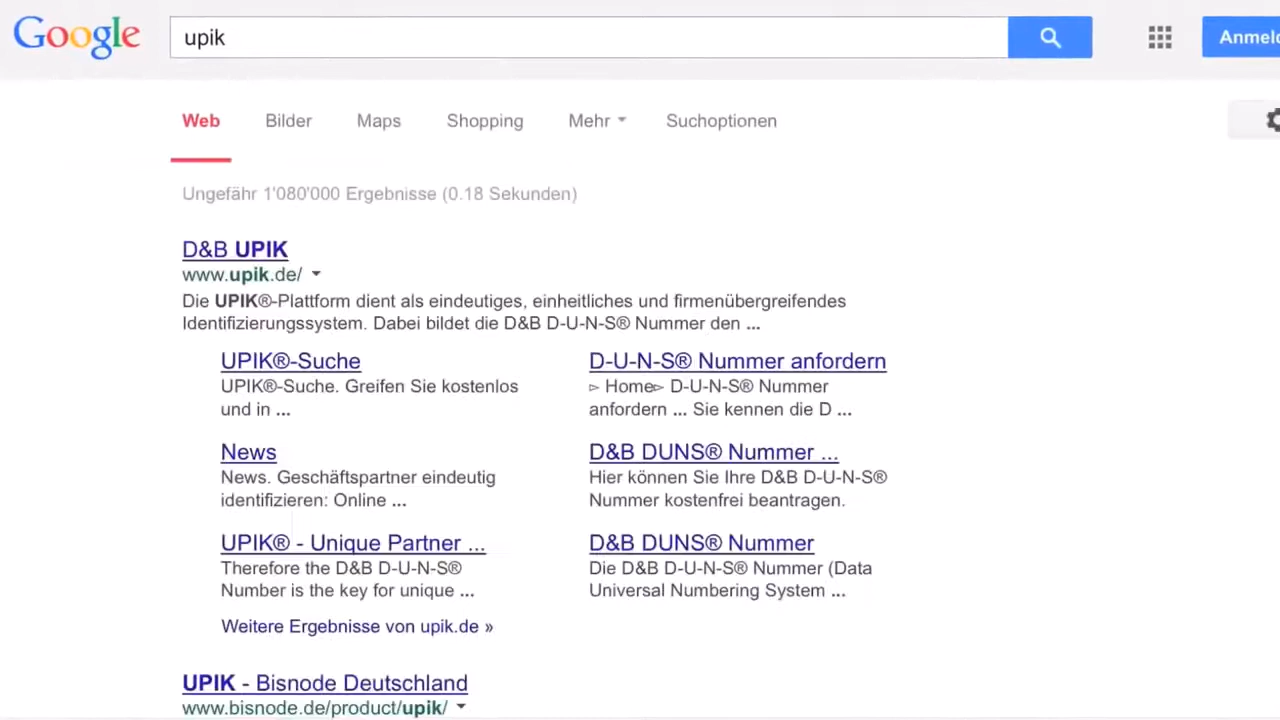 Google
upik
Anmel
Web Bilder Maps Shopping Mehr Suchoptionen
Ungefähr 1'080'000 Ergebnisse (0.18 Sekunden)
D&B UPIK
www.upik.de/
Die UPIK®-Plattform dient als eindeutiges, einheitliches und firmenübergreifendes
Identifizierungssystem. Dabei bildet die D&B D-U-N-S® Nummer den ...
UPIK®-Suche
UPIK®-Suche. Greifen Sie kostenlos
und in ...
D-U-N-S® Nummer anfordern
▻ Home▻ D-U-N-S® Nummer
anfordern ... Sie kennen die D ...
News
News. Geschäftspartner eindeutig
identifizieren: Online ...
D&B DUNS® Nummer ...
Hier können Sie Ihre D&B D-U-N-S®
Nummer kostenfrei beantragen.
UPIK® - Unique Partner ...
Therefore the D&B D-U-N-S®
Number is the key for unique ...
D&B DUNS® Nummer
Die D&B D-U-N-S® Nummer (Data
Universal Numbering System ...
Weitere Ergebnisse von upik.de »
UPIK - Bisnode Deutschland
www.bisnode.de/product/upik/